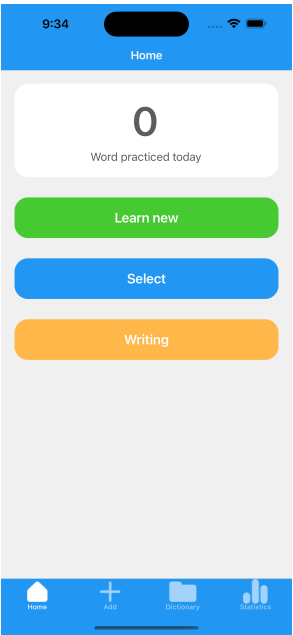 9:34
Home
0
Word practiced today
Learn new
Select
Writing
Home Add Dictionary Statistics